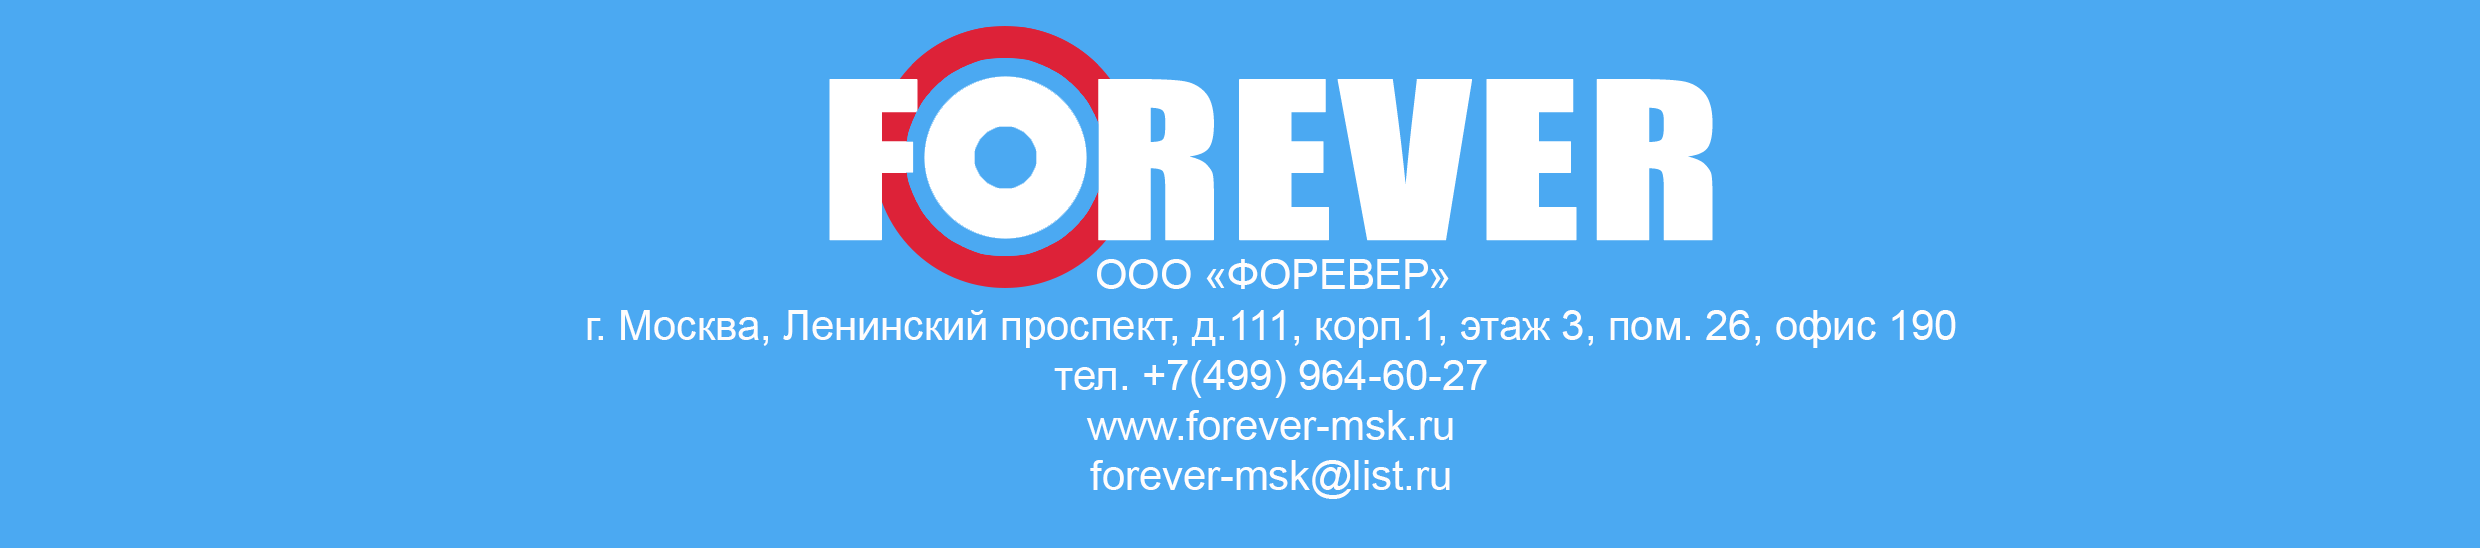 FOREVER
ООО «ФОРЕВЕР»
г. Москва, Ленинский проспект, д.111, корп.1, этаж 3, пом. 26, офис 190
тел. +7(499) 964-60-27
www.forever-msk.ru
forever-msk@list.ru